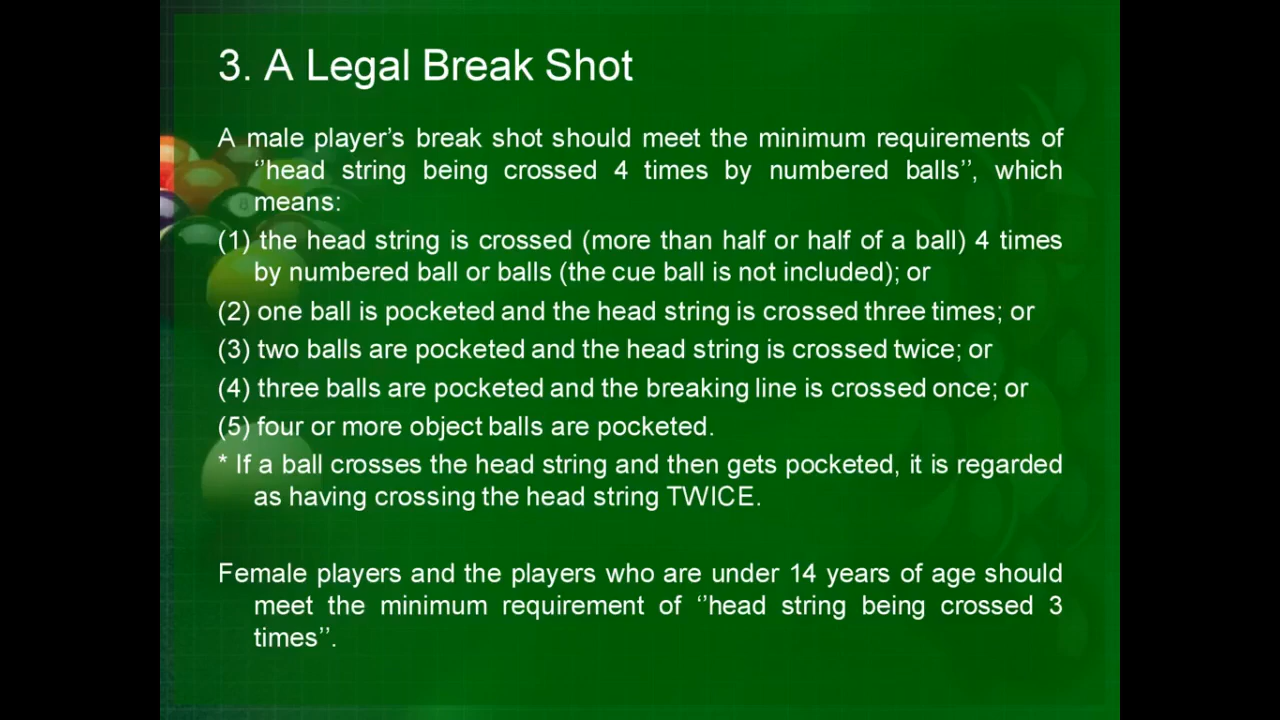 3. A Legal Break Shot
A male player’s break shot should meet the minimum requirements of
‘’head string being crossed 4 times by numbered balls’’, which
means:
(1) the head string is crossed (more than half or half of a ball) 4 times
by numbered ball or balls (the cue ball is not included); or
(2) one ball is pocketed and the head string is crossed three times; or
(3) two balls are pocketed and the head string is crossed twice; or
(4) three balls are pocketed and the breaking line is crossed once; or
(5) four or more object balls are pocketed.
* If a ball crosses the head string and then gets pocketed, it is regarded
as having crossing the head string TWICE.
Female players and the players who are under 14 years of age should
meet the minimum requirement of ‘’head string being crossed 3
times’’.